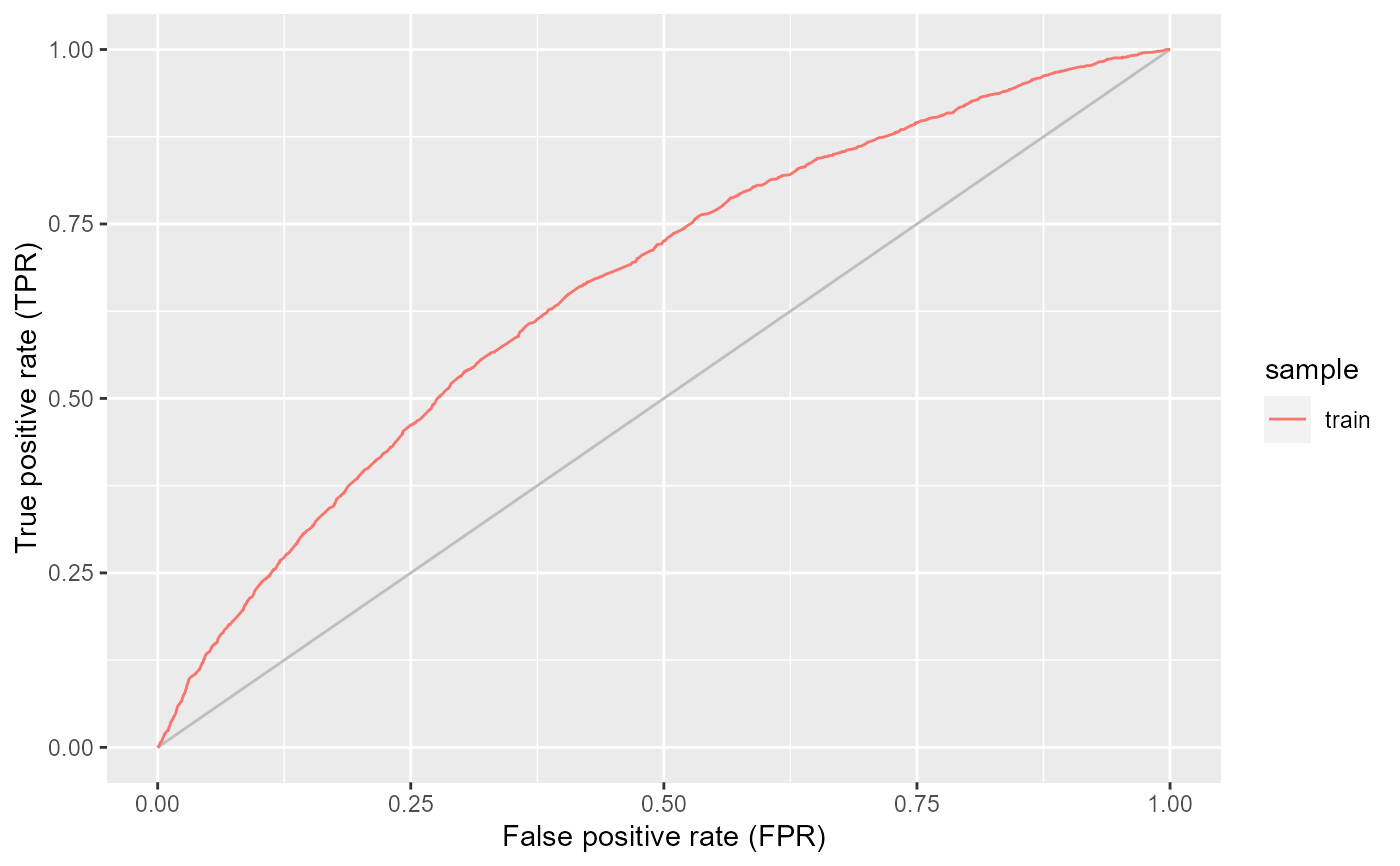 1.00
0.75
0.50
0.25
0.00
True positive rate (TPR)
0.00 0.25 0.50 0.75 1.00
False positive rate (FPR)
sample
train